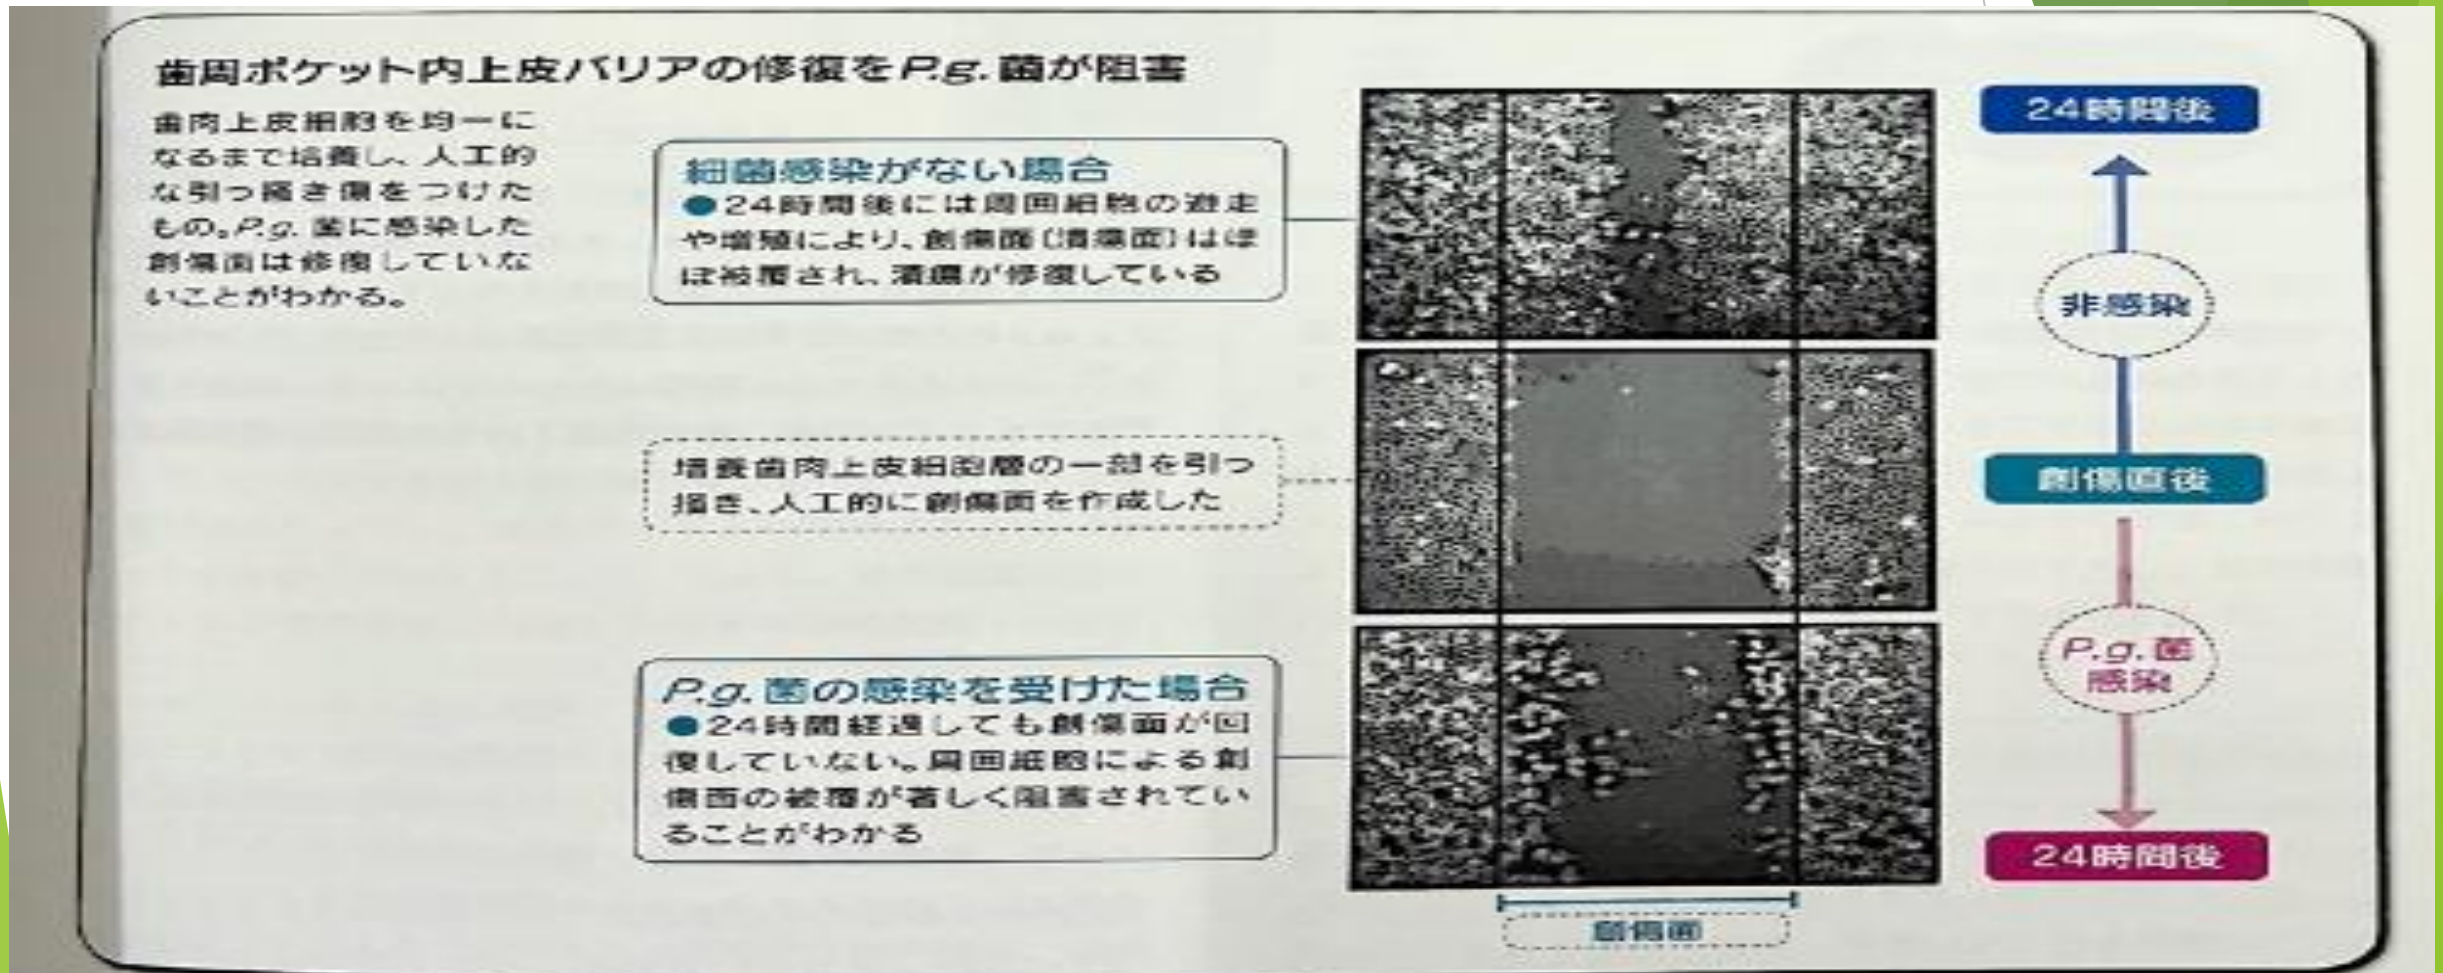 歯周ポケット内上皮バリアの修復をP.g.菌が阻害
歯肉上皮細胞を均一に
なるまで培養し、人工的
な引っ掻き傷をつけた
もの。P.g.菌に感染した
創傷面は修復していな
いことがわかる。
細菌感染がない場合
●24時間後には周囲細胞の遊走
や増殖により、創傷面(潰瘍面)はほ
ぼ被覆され、潰瘍が修復している
培養歯肉上皮細胞層の一部を引っ
掻き、人工的に創傷面を作成した
P.g.菌の感染を受けた場合
●24時間経過しても創傷面が回
復していない。周囲細胞による創
傷面の被覆が著しく阻害されてい
ることがわかる
24時間後
非感染
創傷直後
P.g.菌
感染
24時間後
創傷面